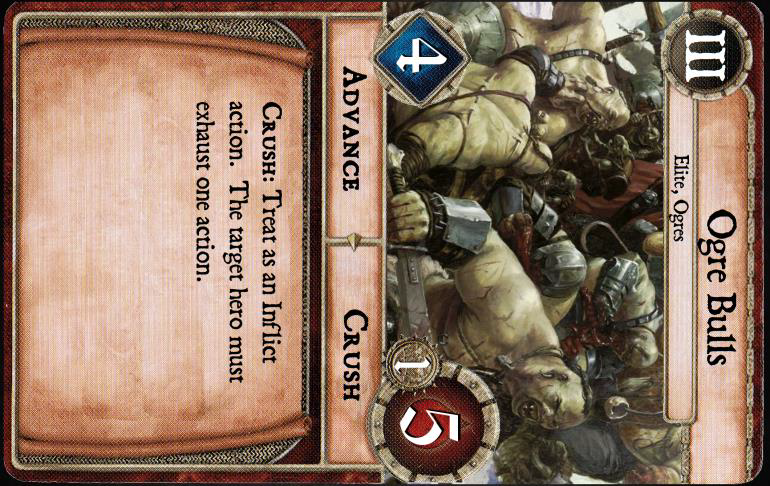 III
Ogre Bulls
Elite, Ogres
4
1
5
ADVANCE
CRUSH
CRUSH: Treat as an Inflict
action. The target hero must
exhaust one action.